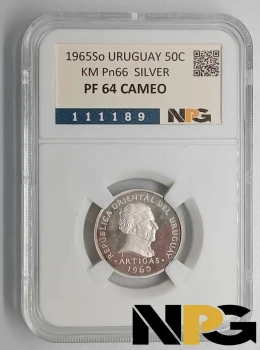 1965So URUGUAY 50C
KM Pn66 SILVER
PF 64 CAMEO
111189 NPG
REPUBLICA ORIENTAL DEL URUGUAY
· ARTIGAS ·
1965
NPG